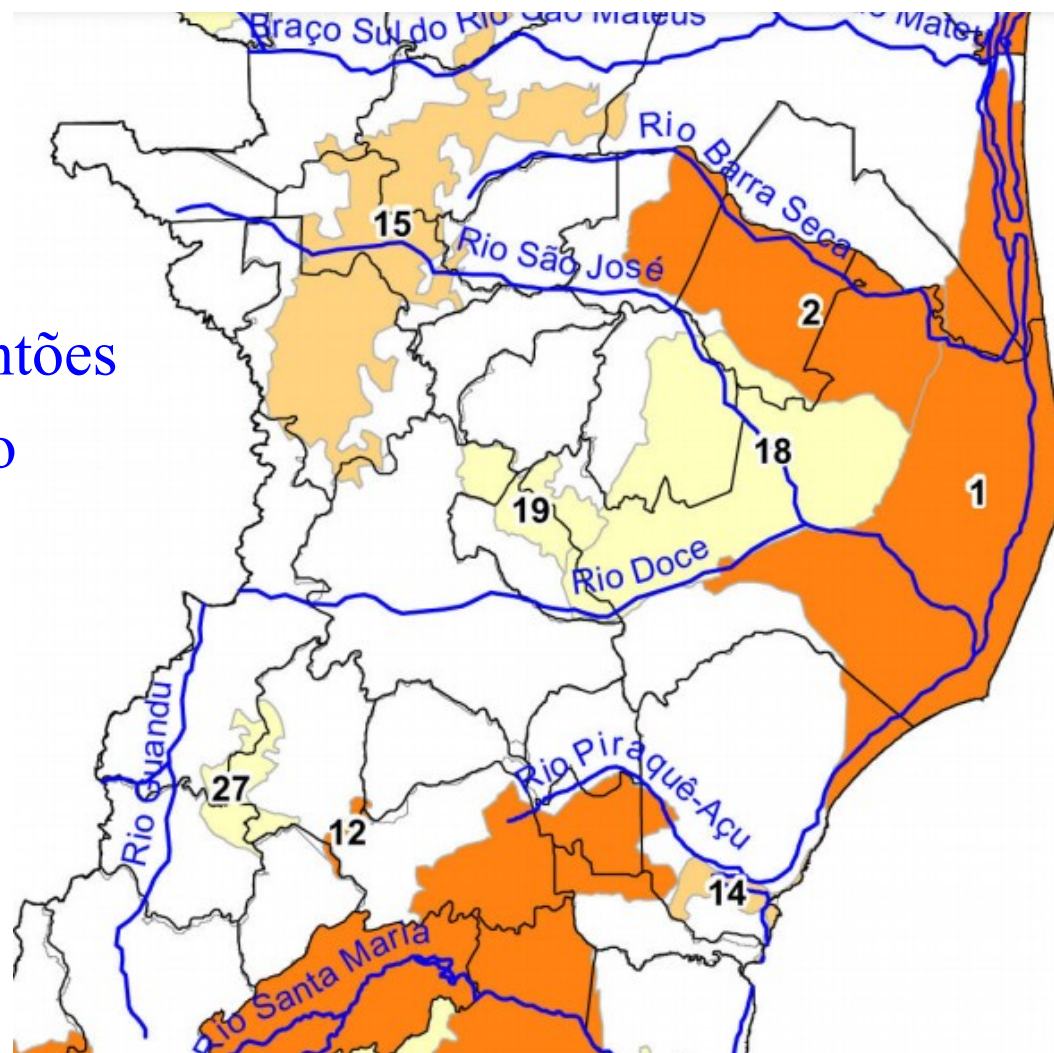 Braço Sul do Rio São Mateus
Mateus
Rio Barra Seca
15
Rio São José
2
ntões
o
18
1
19
Rio Doce
Rio Guandu
27
Rio Piraquê-Açu
12
14
Rio Santa Maria